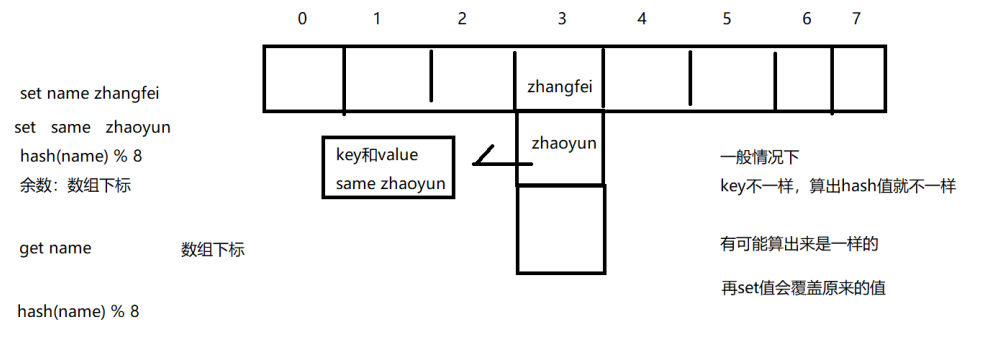 0 1 2 3 4 5 6 7
set name zhangfei
zhangfei
set same zhaoyun
zhaoyun
hash(name) % 8
余数：数组下标
key和value
same zhaoyun
一般情况下
key不一样，算出hash值就不一样
get name
数组下标
有可能算出来是一样的
再set值会覆盖原来的值
hash(name) % 8